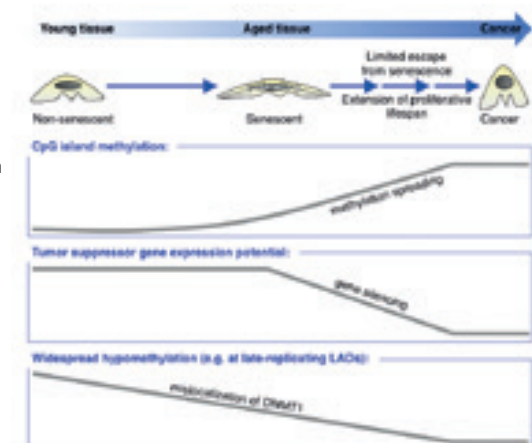 Young tissue Aged tissue Cancer
Limited escape
from senescence
Extension of proliferative
lifespan
Non-senescent Senescent Cancer
CpG island methylation:
methylation spreading
Tumor suppressor gene expression potential:
gene silencing
Widespread hypomethylation (e.g. at late-replicating LADs):
mislocalization of DNMT1